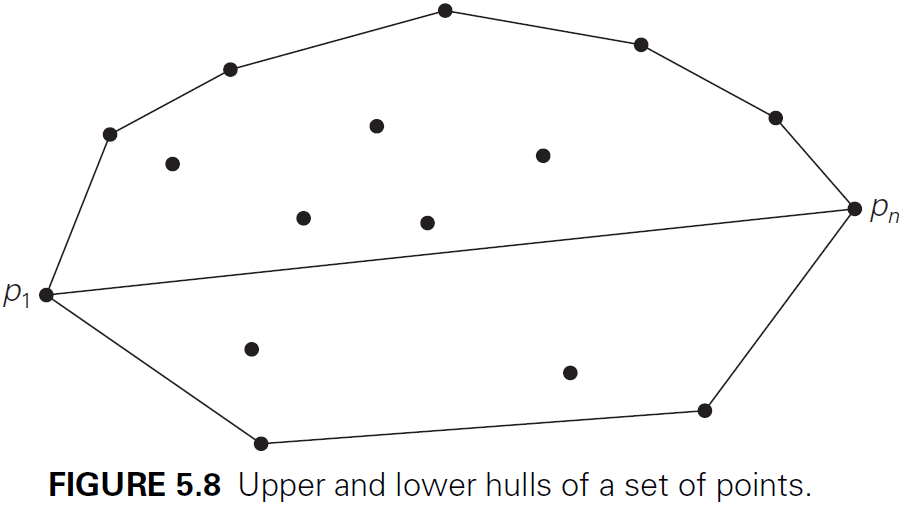 p1
pn
FIGURE 5.8 Upper and lower hulls of a set of points.